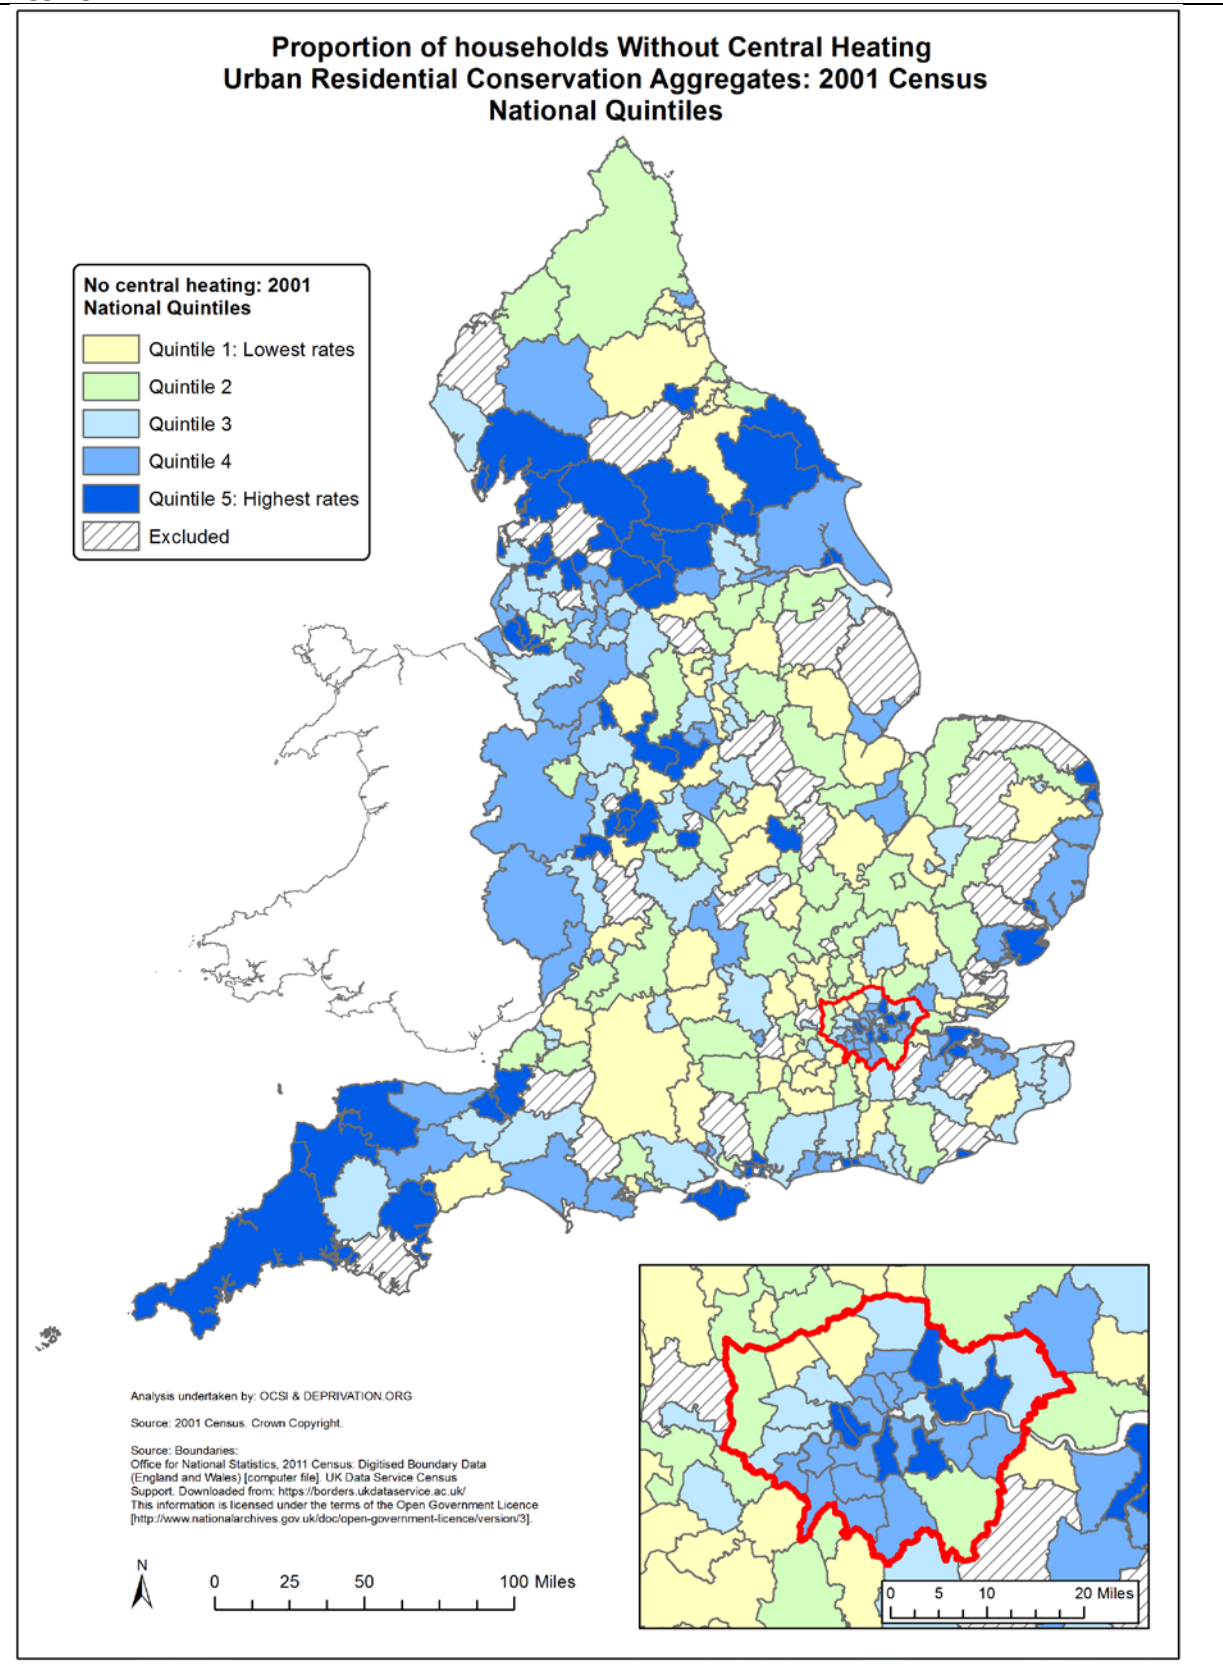 Proportion of households Without Central Heating
Urban Residential Conservation Aggregates: 2001 Census
National Quintiles
No central heating: 2001
National Quintiles
Quintile 1: Lowest rates
Quintile 2
Quintile 3
Quintile 4
Quintile 5: Highest rates
Excluded
Analysis undertaken by: OCSI & DEPRIVATION.ORG
Source: 2001 Census. Crown Copyright.
Source: Boundaries:
Office for National Statistics, 2011 Census: Digitised Boundary Data
(England and Wales) [computer file]. UK Data Service Census
Support. Downloaded from: https://borders.ukdataservice.ac.uk/
This information is licensed under the terms of the Open Government Licence
[http://www.nationalarchives.gov.uk/doc/open-government-licence/version/3].
N
0 25 50 100 Miles
0 5 10 20 Miles